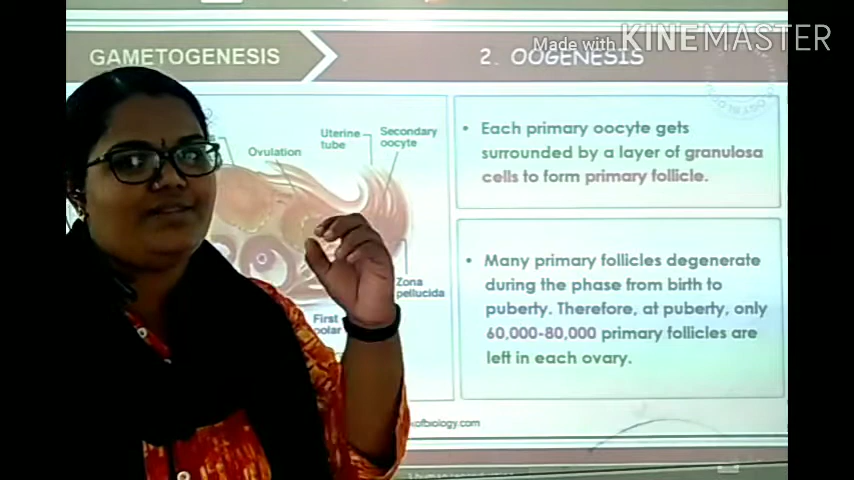 Made with KINEMASTER
GAMETOGENESIS
2. OOGENESIS
Ovulation
Uterine
tube
Secondary
oocyte
Zona
pellucida
First
polar
• Each primary oocyte gets
surrounded by a layer of granulosa
cells to form primary follicle.
• Many primary follicles degenerate
during the phase from birth to
puberty. Therefore, at puberty, only
60,000-80,000 primary follicles are
left in each ovary.
kofbiology.com